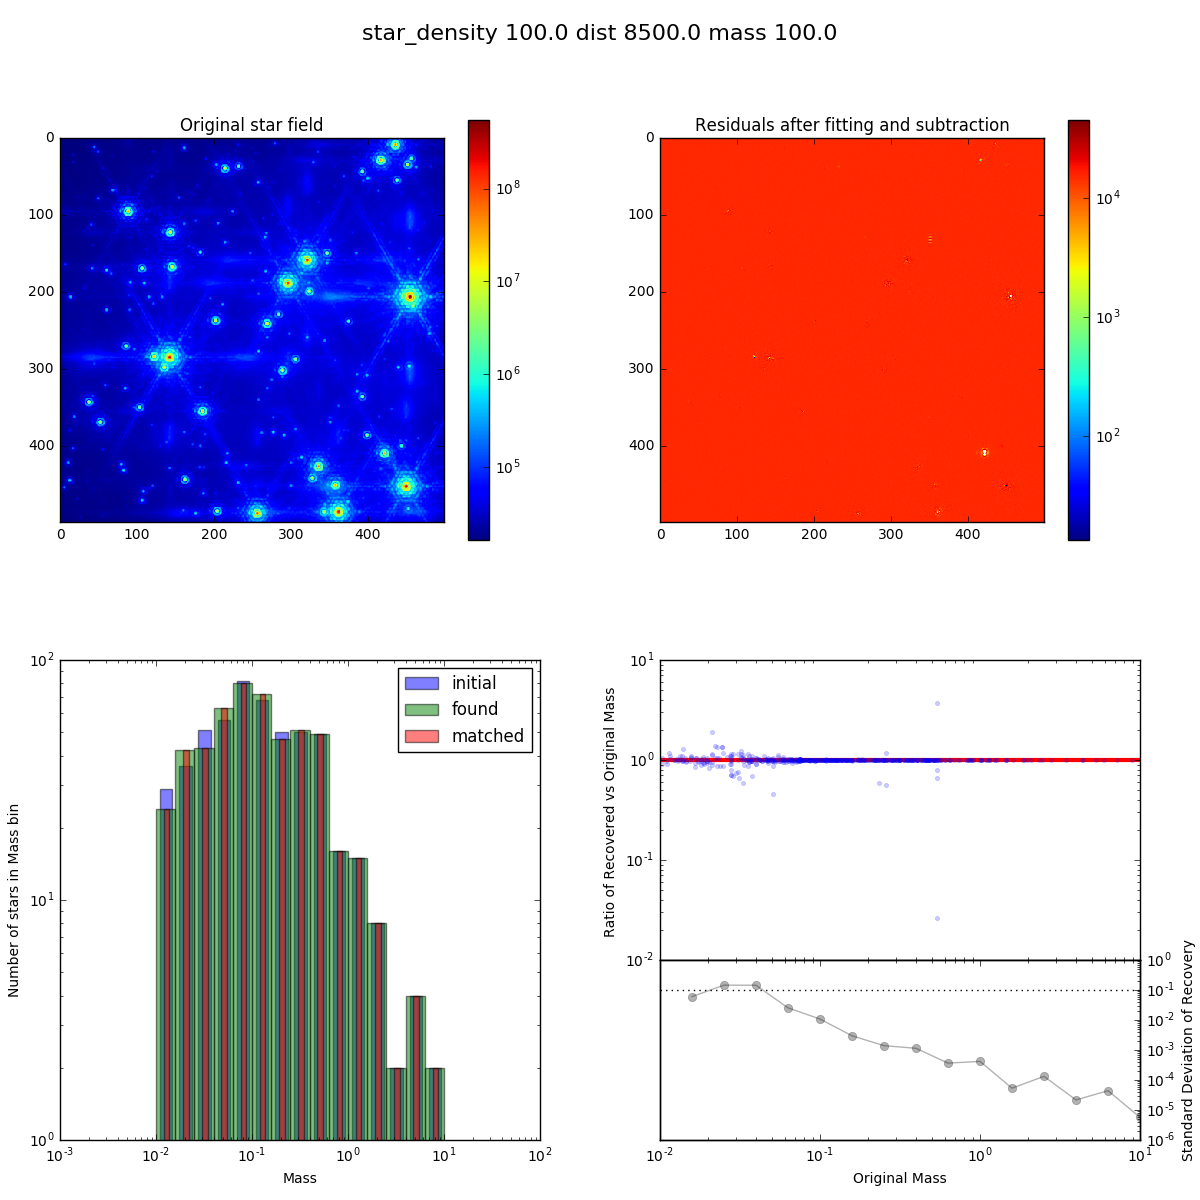 star_density 100.0 dist 8500.0 mass 100.0
Original star field
0
100
200
300
400
0 100 200 300 400
10^8
10^7
10^6
10^5
Residuals after fitting and subtraction
0
100
200
300
400
0 100 200 300 400
10^4
10^3
10^2
initial
found
matched
Number of stars in Mass bin
10^2
10^1
10^0
10^-3 10^-2 10^-1 10^0 10^1 10^2
Mass
Ratio of Recovered vs Original Mass
10^1
10^0
10^-1
10^-2
Standard Deviation of Recovery
10^0
10^-1
10^-2
10^-3
10^-4
10^-5
10^-6
10^-2 10^-1 10^0 10^1
Original Mass